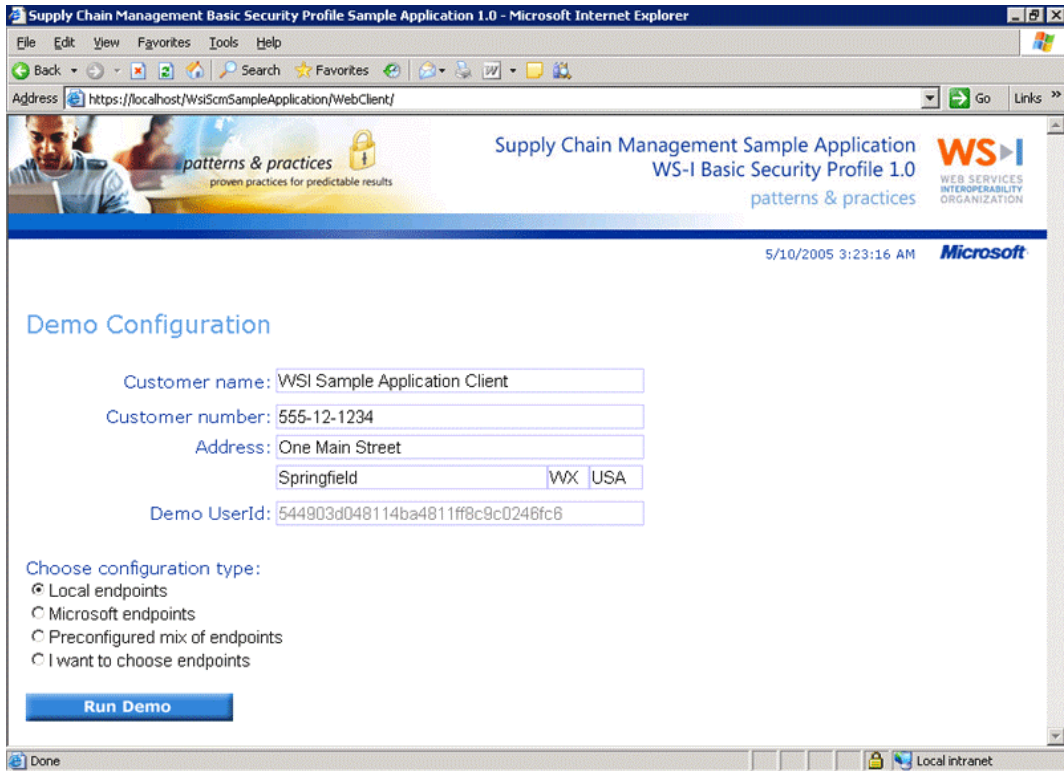 Supply Chain Management Basic Security Profile Sample Application 1.0 - Microsoft Internet Explorer
File Edit View Favorites Tools Help
Back Search Favorites
Address https://localhost/WsiScmSampleApplication/WebClient/ Go Links »
patterns & practices
proven practices for predictable results
Supply Chain Management Sample Application
WS-I Basic Security Profile 1.0
patterns & practices
WS-I
WEB SERVICES
INTEROPERABILITY
ORGANIZATION
5/10/2005 3:23:16 AM Microsoft
Demo Configuration
Customer name: WSI Sample Application Client
Customer number: 555-12-1234
Address: One Main Street
Springfield WX USA
Demo UserId: 544903d048114ba4811ff8c9c0246fc6
Choose configuration type:
Local endpoints
Microsoft endpoints
Preconfigured mix of endpoints
I want to choose endpoints
Run Demo
Done Local intranet